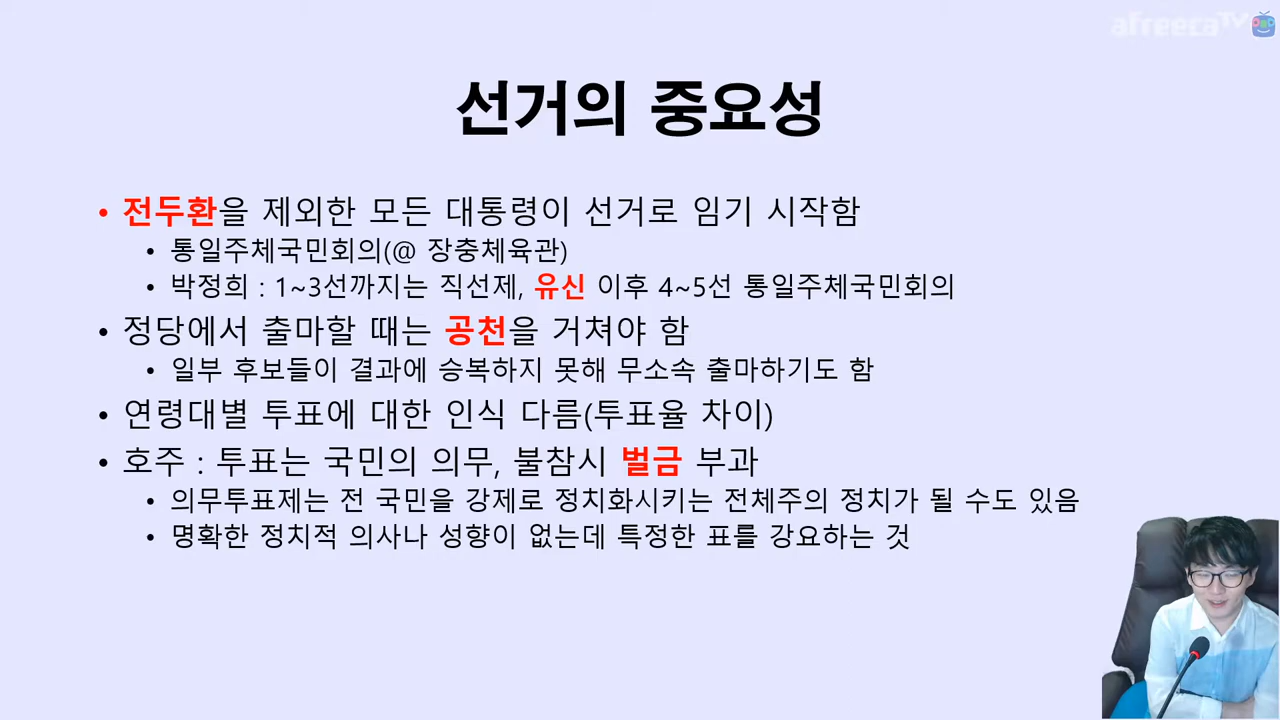 afreecaTV
선거의 중요성
• 전두환을 제외한 모든 대통령이 선거로 임기 시작함
• 통일주체국민회의(@ 장충체육관)
• 박정희 : 1~3선까지는 직선제, 유신 이후 4~5선 통일주체국민회의
• 정당에서 출마할 때는 공천을 거쳐야 함
• 일부 후보들이 결과에 승복하지 못해 무소속 출마하기도 함
• 연령대별 투표에 대한 인식 다름(투표율 차이)
• 호주 : 투표는 국민의 의무, 불참시 벌금 부과
• 의무투표제는 전 국민을 강제로 정치화시키는 전체주의 정치가 될 수도 있음
• 명확한 정치적 의사나 성향이 없는데 특정한 표를 강요하는 것